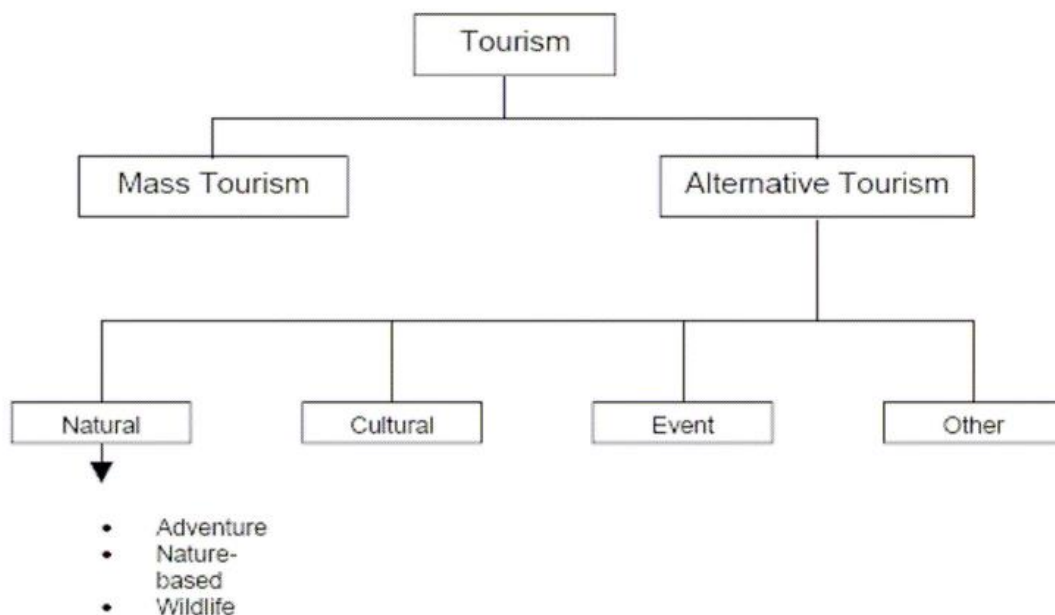 Tourism
Mass Tourism
Alternative Tourism
Natural
Cultural
Event
Other
• Adventure
• Nature-
based
• Wildlife